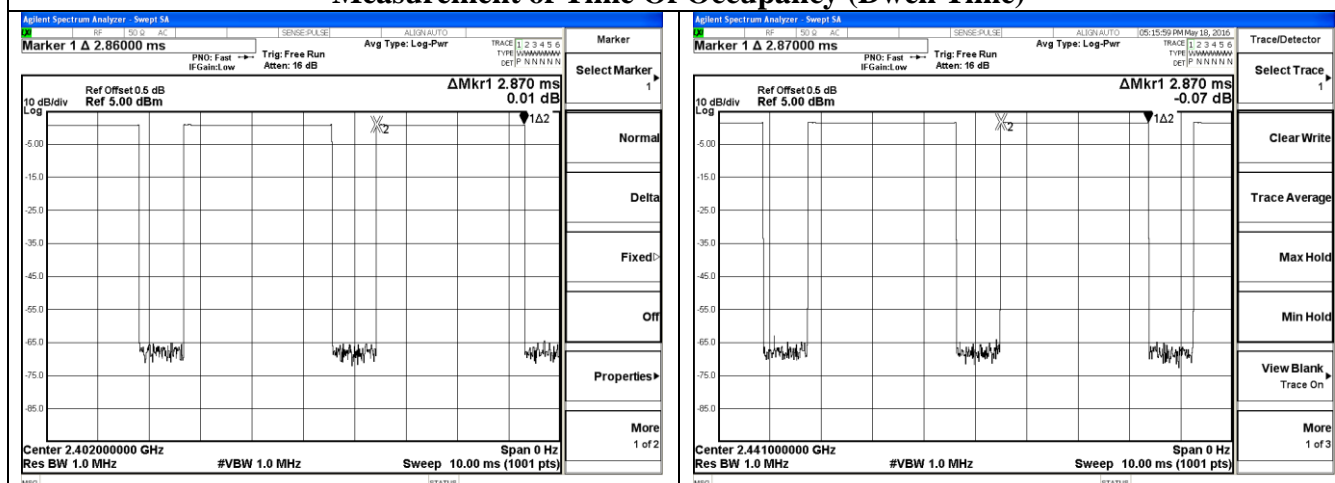 Measurement of Time Of Occupancy (Dwell Time)
Agilent Spectrum Analyzer - Swept SA
RF 50 Ω AC SENSE:PULSE ALIGN AUTO
Marker 1 Δ 2.86000 ms
Avg Type: Log-Pwr
TRACE 1 2 3 4 5 6
PNO: Fast Trig: Free Run
TYPE WWWWWW
IFGain:Low Atten: 16 dB
DET P N N N N N
ΔMkr1 2.870 ms
0.01 dB
Ref Offset 0.5 dB
10 dB/div Ref 5.00 dBm
Log
1Δ2
2
-5.00
-15.0
-25.0
-35.0
-45.0
-55.0
-65.0
-75.0
-85.0
Center 2.402000000 GHz
Span 0 Hz
Res BW 1.0 MHz #VBW 1.0 MHz Sweep 10.00 ms (1001 pts)
Marker
Select Marker
1
Normal
Delta
Fixed
Off
Properties
More
1 of 2
Agilent Spectrum Analyzer - Swept SA
RF 50 Ω AC SENSE:PULSE ALIGN AUTO 05:15:59 PM May 18, 2016
Marker 1 Δ 2.87000 ms
Avg Type: Log-Pwr
TRACE 1 2 3 4 5 6
PNO: Fast Trig: Free Run
TYPE WWWWWW
IFGain:Low Atten: 16 dB
DET P N N N N N
ΔMkr1 2.870 ms
-0.07 dB
Ref Offset 0.5 dB
10 dB/div Ref 5.00 dBm
Log
1Δ2
2
-5.00
-15.0
-25.0
-35.0
-45.0
-55.0
-65.0
-75.0
-85.0
Center 2.441000000 GHz
Span 0 Hz
Res BW 1.0 MHz #VBW 1.0 MHz Sweep 10.00 ms (1001 pts)
Trace/Detector
Select Trace
1
Clear Write
Trace Average
Max Hold
Min Hold
View Blank
Trace On
More
1 of 3